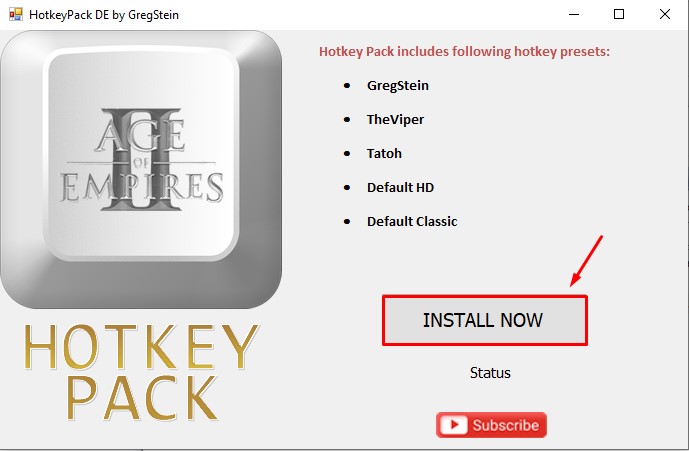 HotkeyPack DE by GregStein
Hotkey Pack includes following hotkey presets:
• GregStein
• TheViper
• Tatoh
• Default HD
• Default Classic
AGE
II
OF
EMPIRES
HOTKEY
PACK
INSTALL NOW
Status
Subscribe